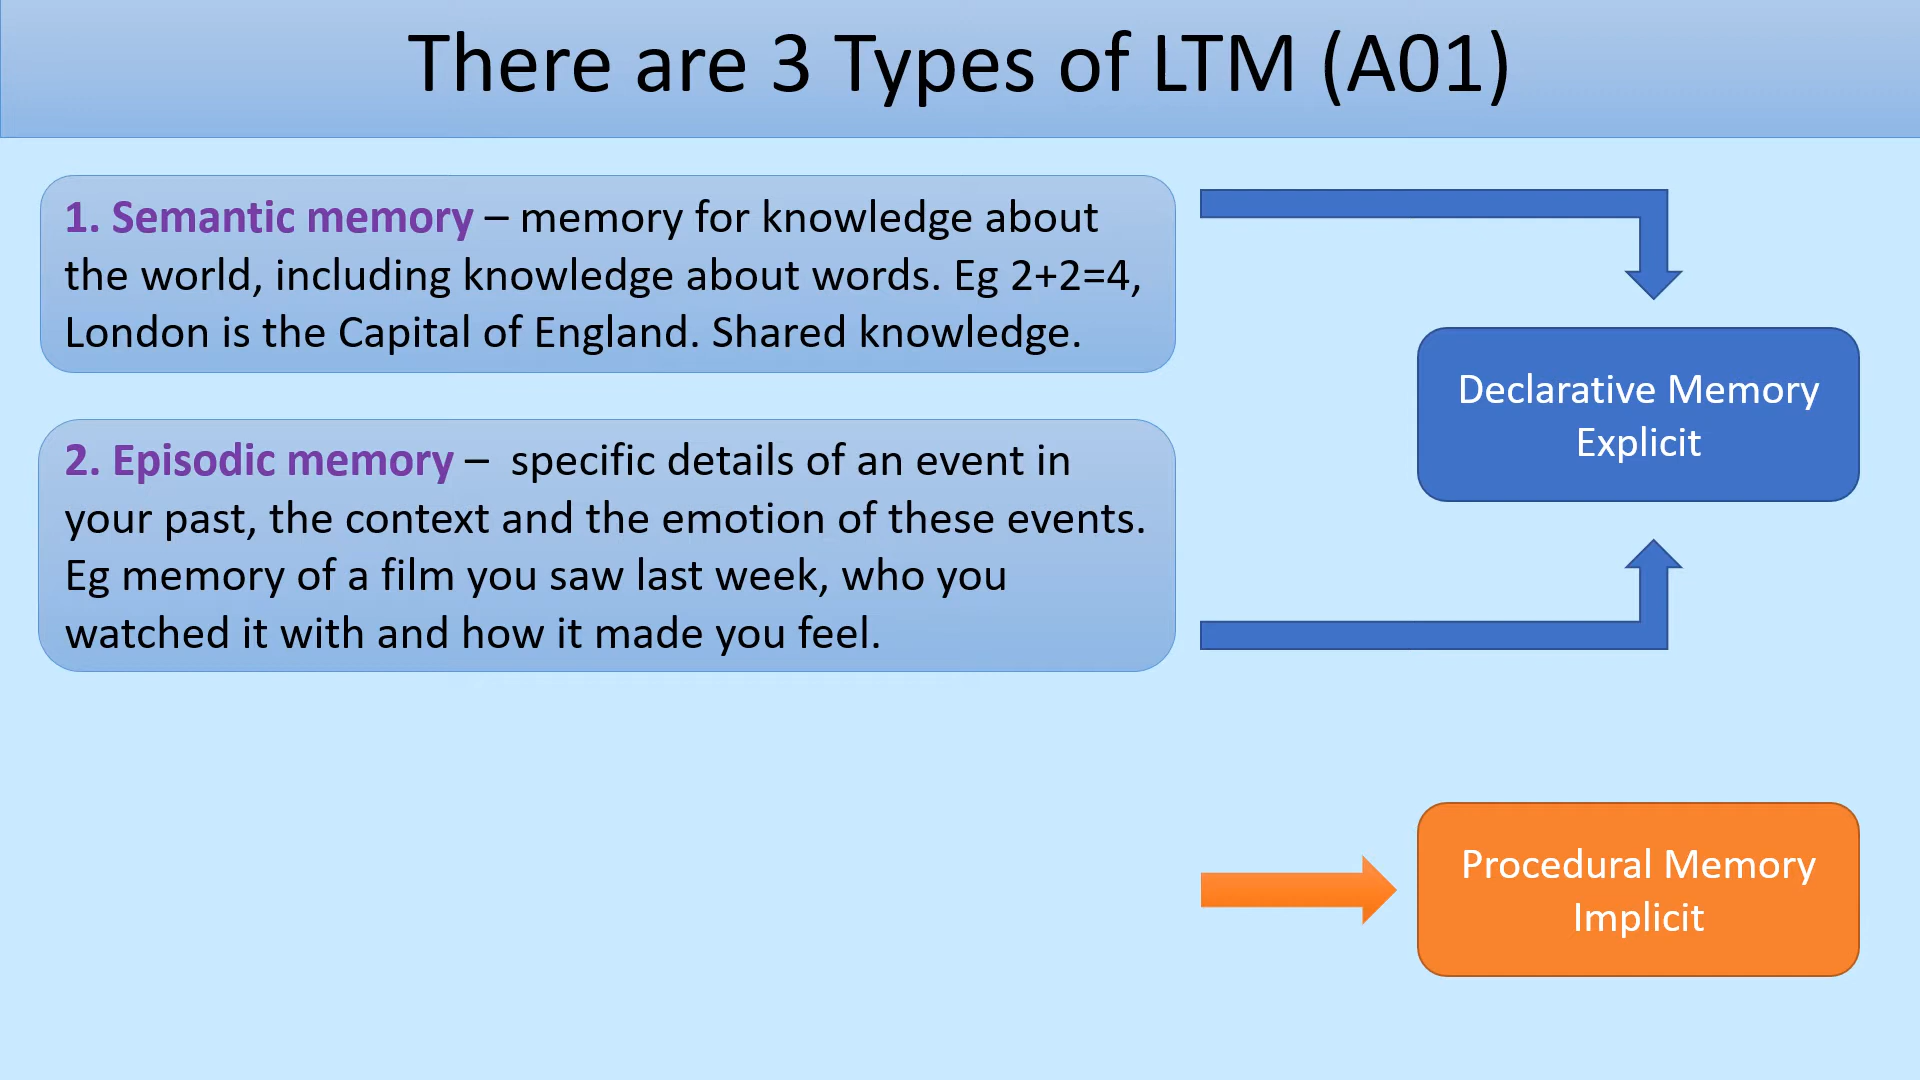 There are 3 Types of LTM (A01)
1. Semantic memory – memory for knowledge about
the world, including knowledge about words. Eg 2+2=4,
London is the Capital of England. Shared knowledge.
2. Episodic memory – specific details of an event in
your past, the context and the emotion of these events.
Eg memory of a film you saw last week, who you
watched it with and how it made you feel.
Declarative Memory
Explicit
Procedural Memory
Implicit